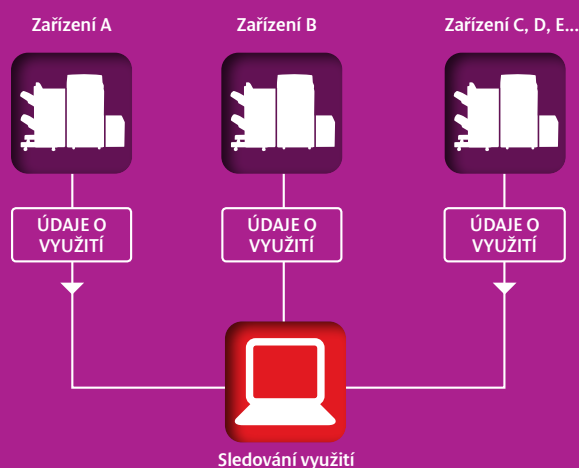 Zařízení A
Zařízení B
Zařízení C, D, E...
ÚDAJE O
VYUŽITÍ
ÚDAJE O
VYUŽITÍ
ÚDAJE O
VYUŽITÍ
Sledování využití